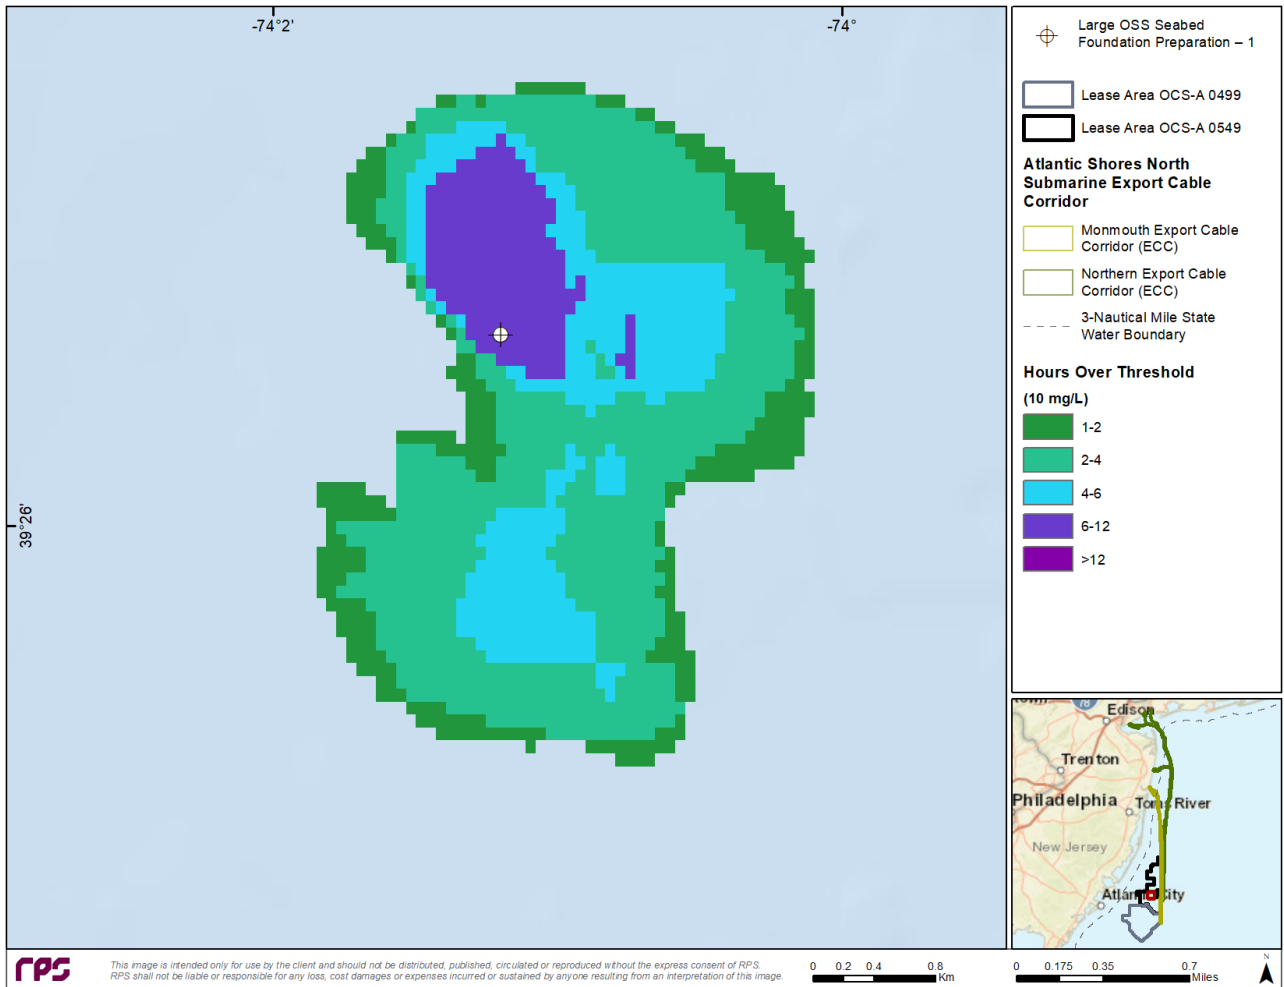 -74°2'
-74°
39°26'
Large OSS Seabed
Foundation Preparation – 1
Lease Area OCS-A 0499
Lease Area OCS-A 0549
Atlantic Shores North
Submarine Export Cable
Corridor
Monmouth Export Cable
Corridor (ECC)
Northern Export Cable
Corridor (ECC)
3-Nautical Mile State
Water Boundary
Hours Over Threshold
(10 mg/L)
1-2
2-4
4-6
6-12
>12
78
Edison
Trenton
Philadelphia
Toms River
New Jersey
Atlantic City
rps
This image is intended only for use by the client and should not be distributed, published, circulated or reproduced without the express consent of RPS.
RPS shall not be liable or responsible for any loss, cost damages or expenses incurred or sustained by anyone resulting from an interpretation of this image.
0 0.2 0.4 0.8
Km
0 0.175 0.35 0.7
Miles
N